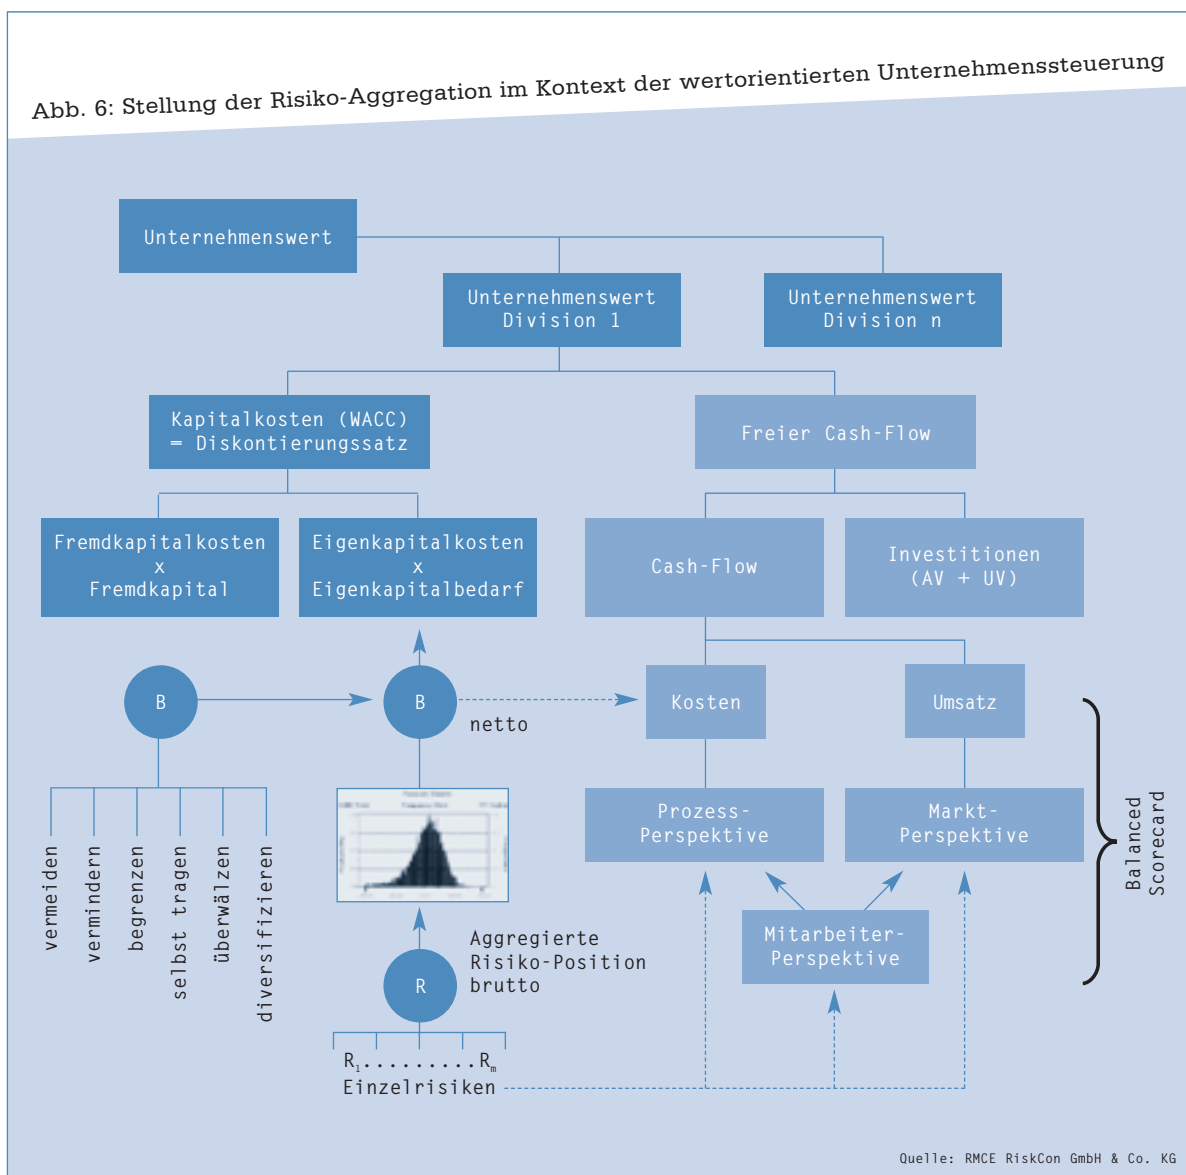 Abb. 6: Stellung der Risiko-Aggregation im Kontext der wertorientierten Unternehmenssteuerung
Unternehmenswert
Unternehmenswert
Division 1
Unternehmenswert
Division n
Kapitalkosten (WACC)
= Diskontierungssatz
Freier Cash-Flow
Fremdkapitalkosten
x
Fremdkapital
Eigenkapitalkosten
x
Eigenkapitalbedarf
Cash-Flow
Investitionen
(AV + UV)
B
B
netto
Kosten
Umsatz
vermeiden
vermindern
begrenzen
selbst tragen
überwälzen
diversifizieren
Prozess-
Perspektive
Markt-
Perspektive
Balanced
Scorecard
Mitarbeiter-
Perspektive
R
Aggregierte
Risiko-Position
brutto
R₁.........Rₘ
Einzelrisiken
Quelle: RMCE RiskCon GmbH & Co. KG